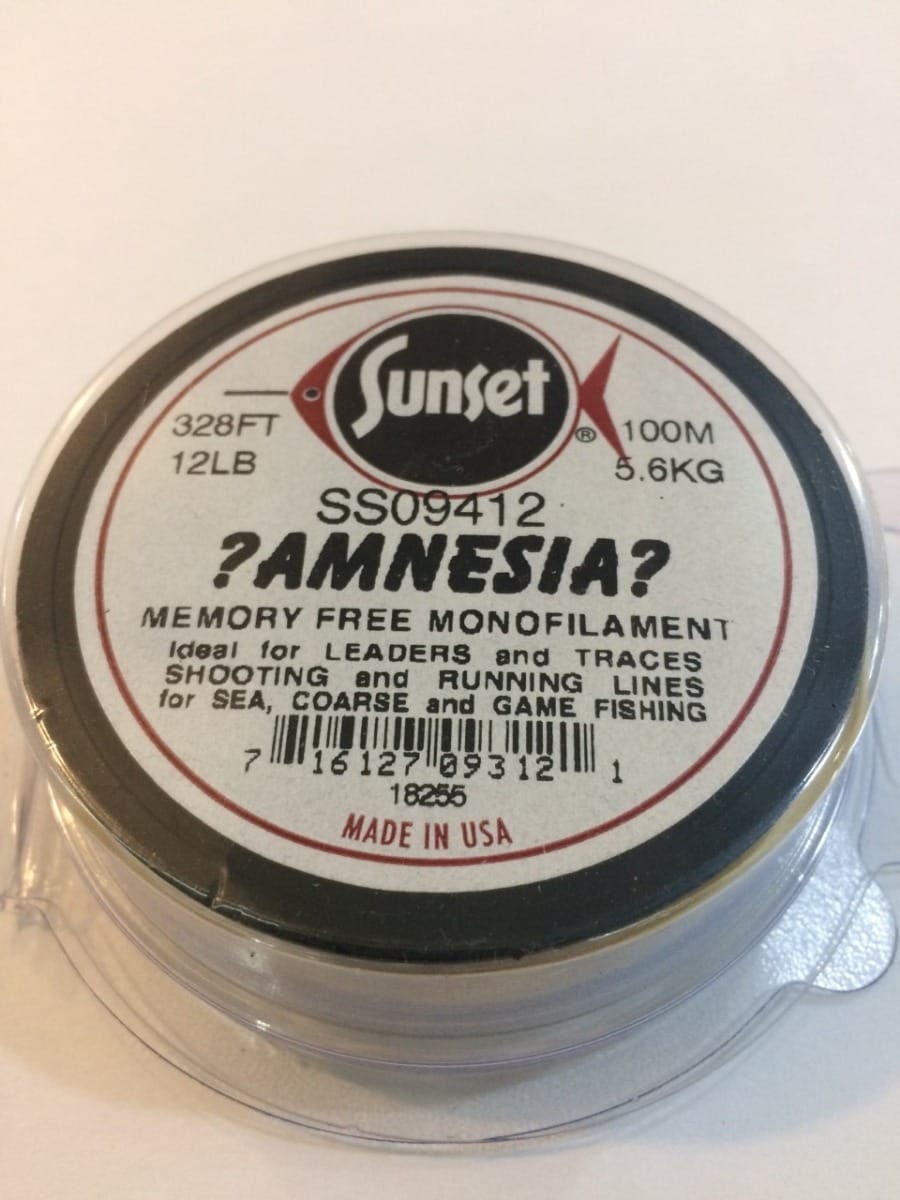 Sunset ®
328FT 100M
12LB 5.6KG
SS09412
?AMNESIA?
MEMORY FREE MONOFILAMENT
Ideal for LEADERS and TRACES
SHOOTING and RUNNING LINES
for SEA, COARSE and GAME FISHING
7 16127 09312 1
18255
MADE IN USA